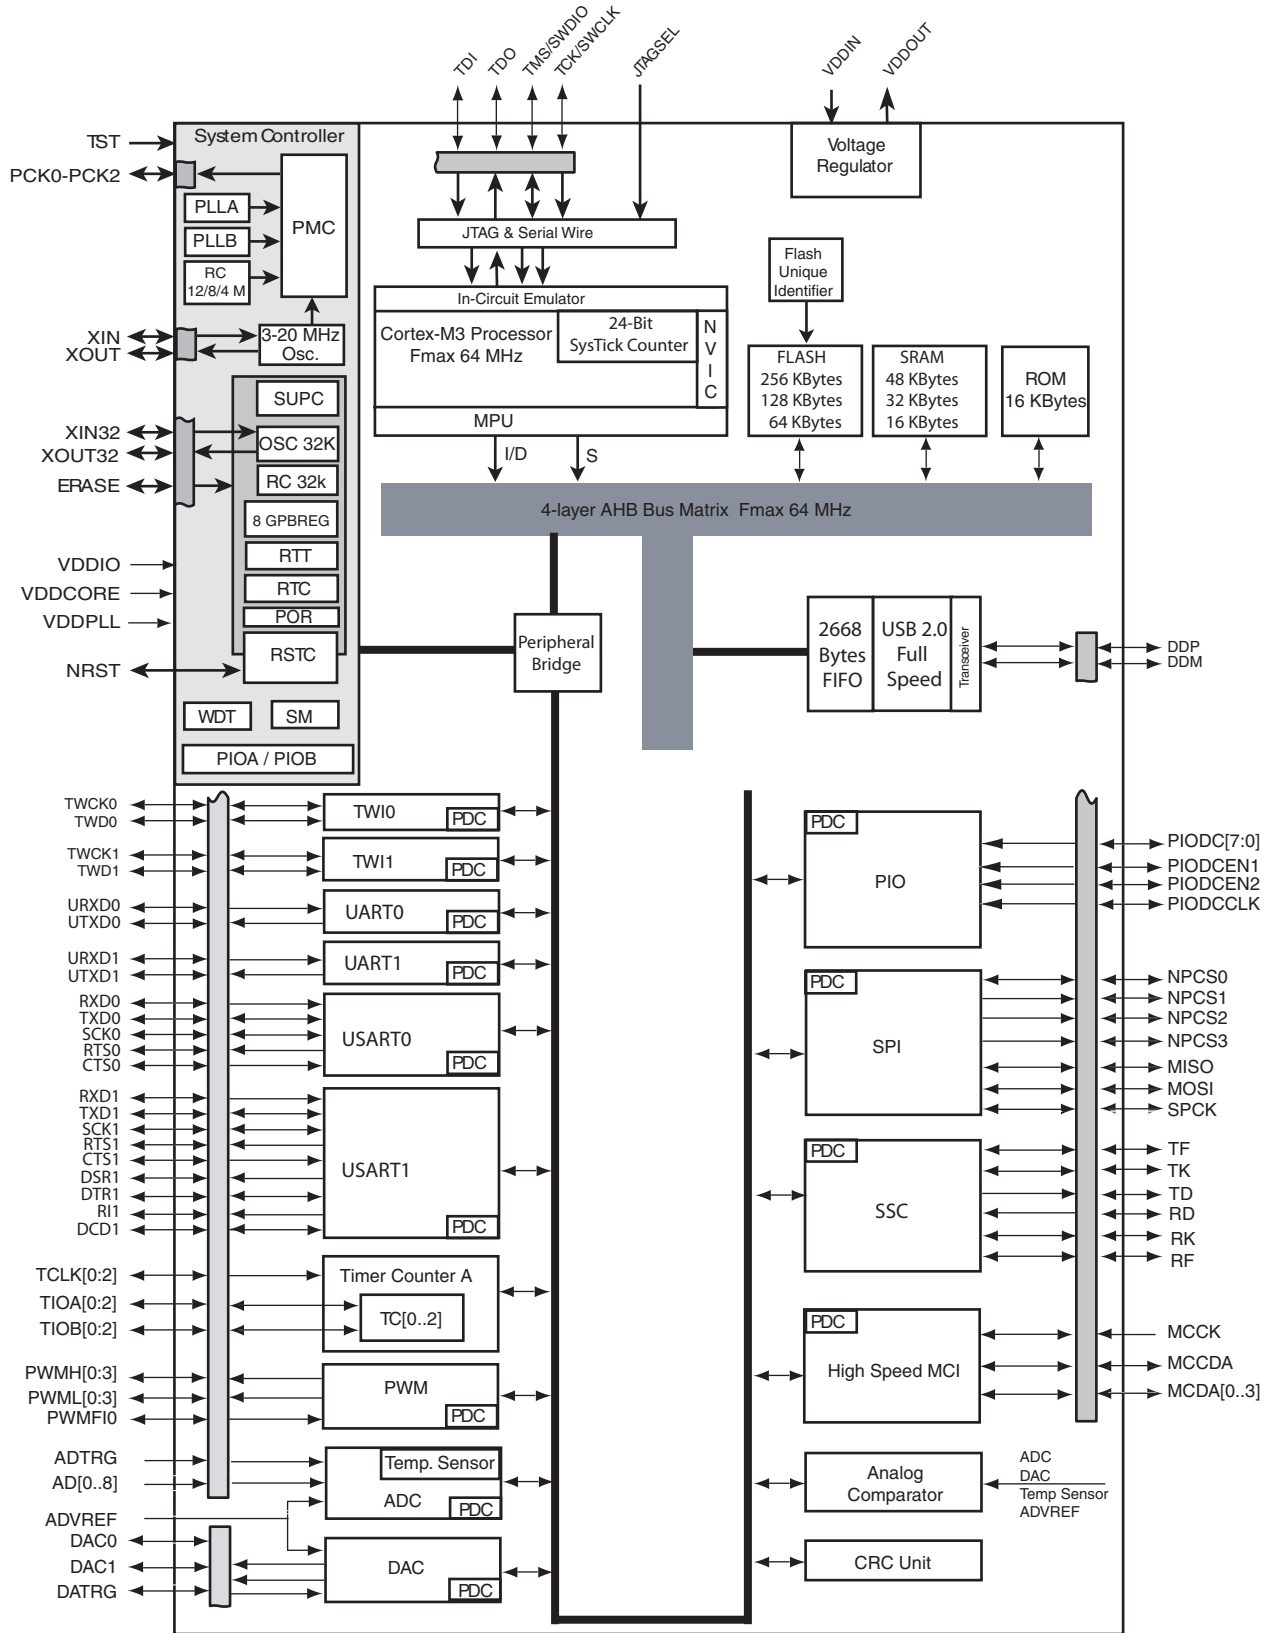 TDI
TDO
TMS/SWDIO
TCK/SWCLK
JTAGSEL
VDDIN
VDDOUT
System Controller
TST
PCK0-PCK2
PLLA
PLLB
RC
12/8/4 M
PMC
XIN
XOUT
3-20 MHz
Osc.
SUPC
XIN32
XOUT32
ERASE
OSC 32K
RC 32k
8 GPBREG
RTT
RTC
POR
RSTC
VDDIO
VDDCORE
VDDPLL
NRST
WDT
SM
PIOA / PIOB
Voltage
Regulator
JTAG & Serial Wire
In-Circuit Emulator
Cortex-M3 Processor
Fmax 64 MHz
24-Bit
SysTick Counter
N
V
I
C
MPU
I/D
S
Flash
Unique
Identifier
FLASH
256 KBytes
128 KBytes
64 KBytes
SRAM
48 KBytes
32 KBytes
16 KBytes
ROM
16 KBytes
4-layer AHB Bus Matrix Fmax 64 MHz
Peripheral
Bridge
2668
Bytes
FIFO
USB 2.0
Full
Speed
Transceiver
DDP
DDM
TWCK0
TWD0
TWI0
PDC
TWCK1
TWD1
TWI1
PDC
URXD0
UTXD0
UART0
PDC
URXD1
UTXD1
UART1
PDC
RXD0
TXD0
SCK0
RTS0
CTS0
USART0
PDC
RXD1
TXD1
SCK1
RTS1
CTS1
DSR1
DTR1
RI1
DCD1
USART1
PDC
TCLK[0:2]
TIOA[0:2]
TIOB[0:2]
Timer Counter A
TC[0..2]
PWMH[0:3]
PWML[0:3]
PWMFI0
PWM
PDC
ADTRG
AD[0..8]
ADVREF
Temp. Sensor
ADC
PDC
DAC0
DAC1
DATRG
DAC
PDC
PDC
PIO
PIODC[7:0]
PIODCEN1
PIODCEN2
PIODCCLK
PDC
SPI
NPCS0
NPCS1
NPCS2
NPCS3
MISO
MOSI
SPCK
PDC
SSC
TF
TK
TD
RD
RK
RF
PDC
High Speed MCI
MCCK
MCCDA
MCDA[0..3]
Analog
Comparator
ADC
DAC
Temp Sensor
ADVREF
CRC Unit